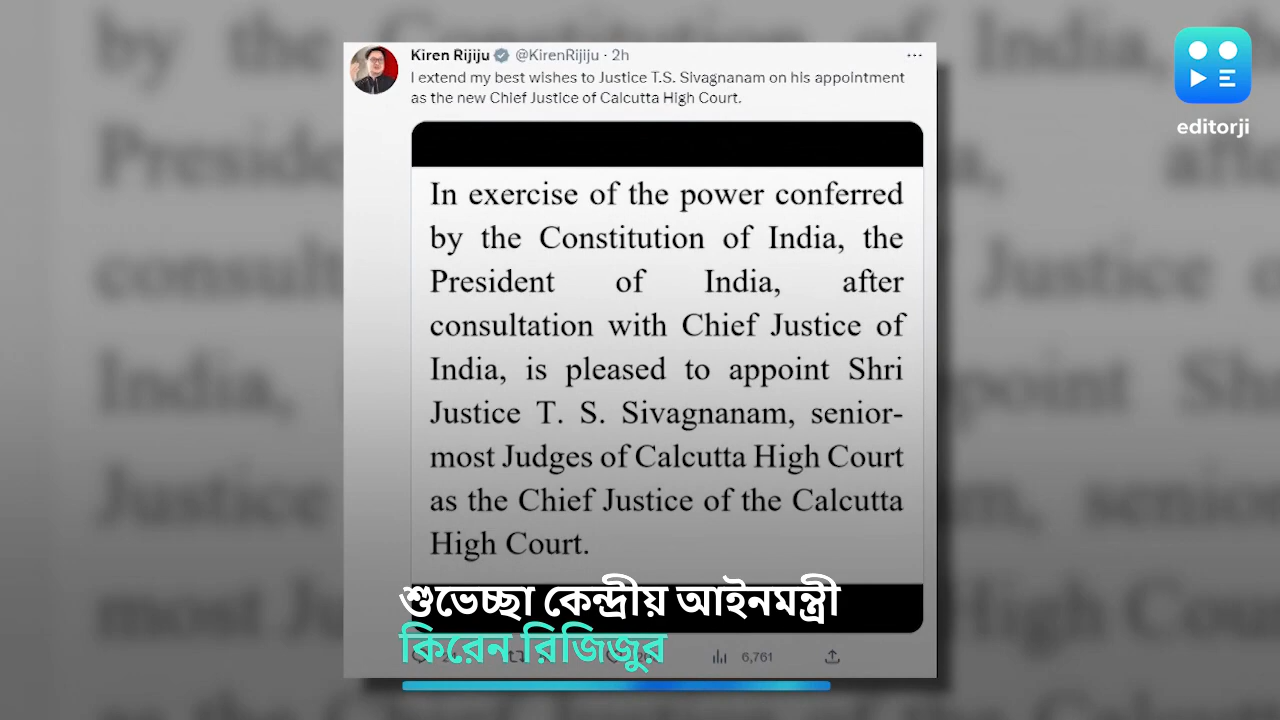 Kiren Rijiju @KirenRijiju · 2h
I extend my best wishes to Justice T.S. Sivagnanam on his appointment
as the new Chief Justice of Calcutta High Court.
editorji
In exercise of the power conferred
by the Constitution of India, the
President of India, after
consultation with Chief Justice of
India, is pleased to appoint Shri
Justice T. S. Sivagnanam, senior-
most Judges of Calcutta High Court
as the Chief Justice of the Calcutta
High Court.
শুভেচ্ছা কেন্দ্রীয় আইনমন্ত্রী
কিরেন রিজিজুর
6,761